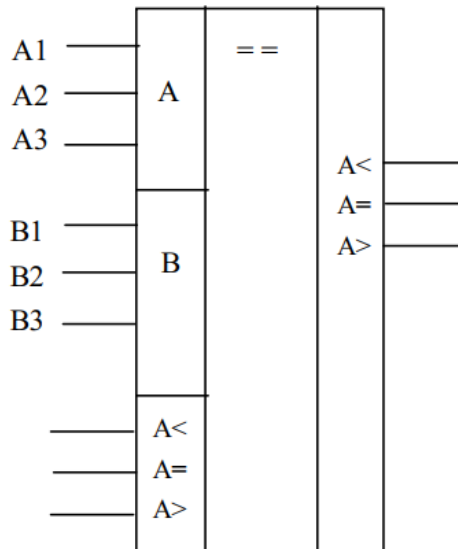 A1
A2
A3
A
= =
B1
B2
B3
B
A<
A=
A>
A<
A=
A>